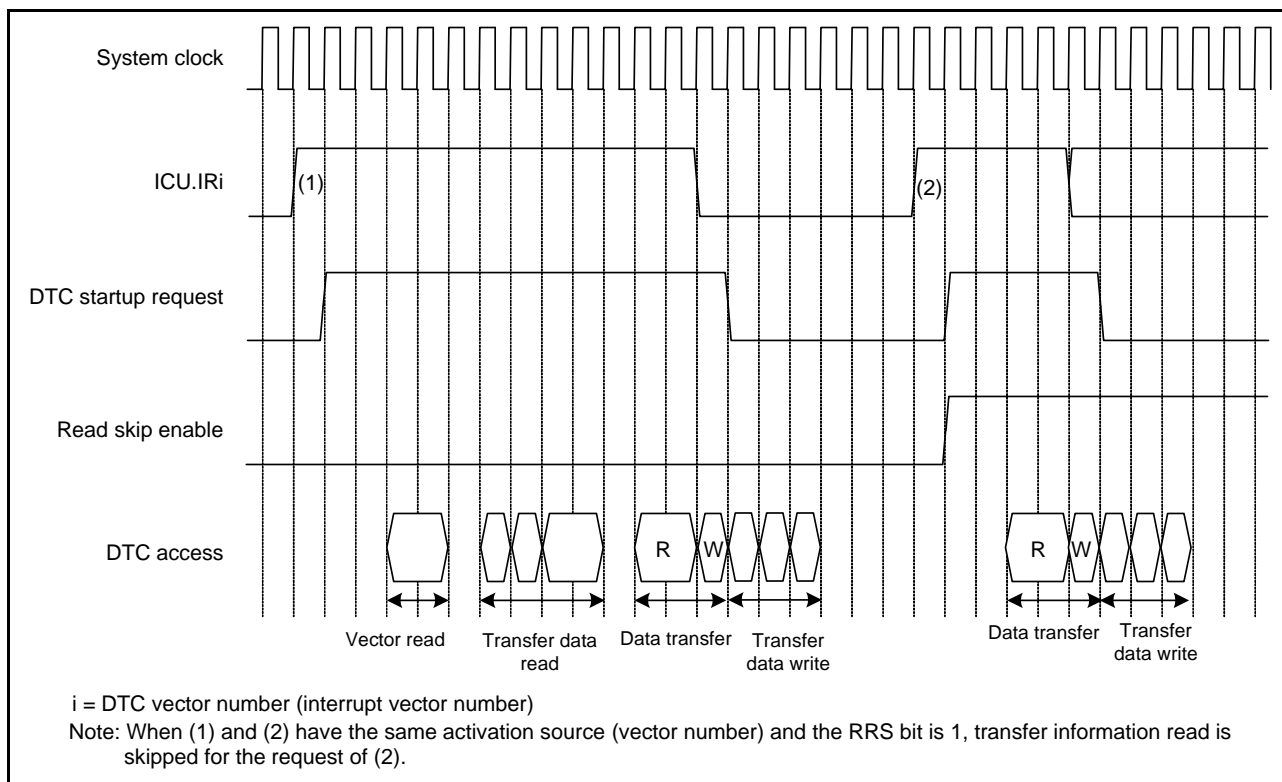 System clock
ICU.IRi
(1)
(2)
DTC startup request
Read skip enable
DTC access
R
W
R
W
Vector read
Transfer data
read
Data transfer
Transfer
data write
Data transfer
Transfer
data write
i = DTC vector number (interrupt vector number)
Note: When (1) and (2) have the same activation source (vector number) and the RRS bit is 1, transfer information read is
skipped for the request of (2).